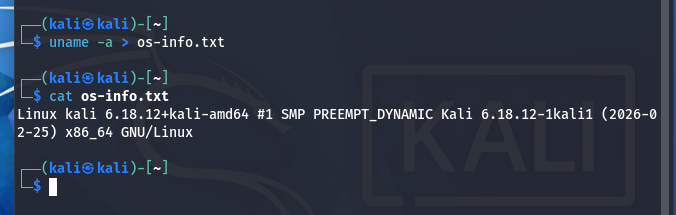 ┌──(kali㉿kali)-[~]
└─$ uname -a > os-info.txt
┌──(kali㉿kali)-[~]
└─$ cat os-info.txt
Linux kali 6.18.12+kali-amd64 #1 SMP PREEMPT_DYNAMIC Kali 6.18.12-1kali1 (2026-0
2-25) x86_64 GNU/Linux
┌──(kali㉿kali)-[~]
└─$
KALI